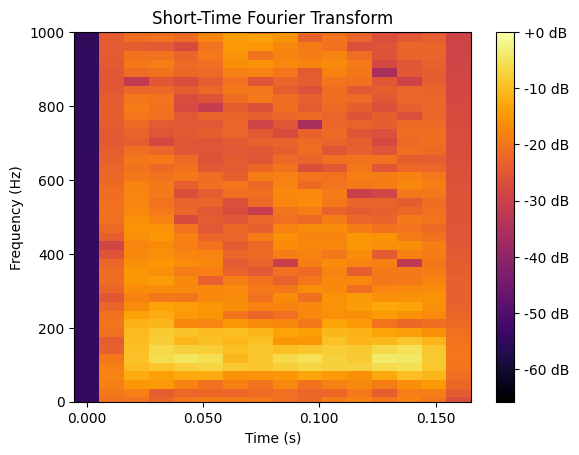 Short-Time Fourier Transform
1000
800
600
400
200
0
Frequency (Hz)
0.000
0.050
0.100
0.150
Time (s)
+0 dB
-10 dB
-20 dB
-30 dB
-40 dB
-50 dB
-60 dB